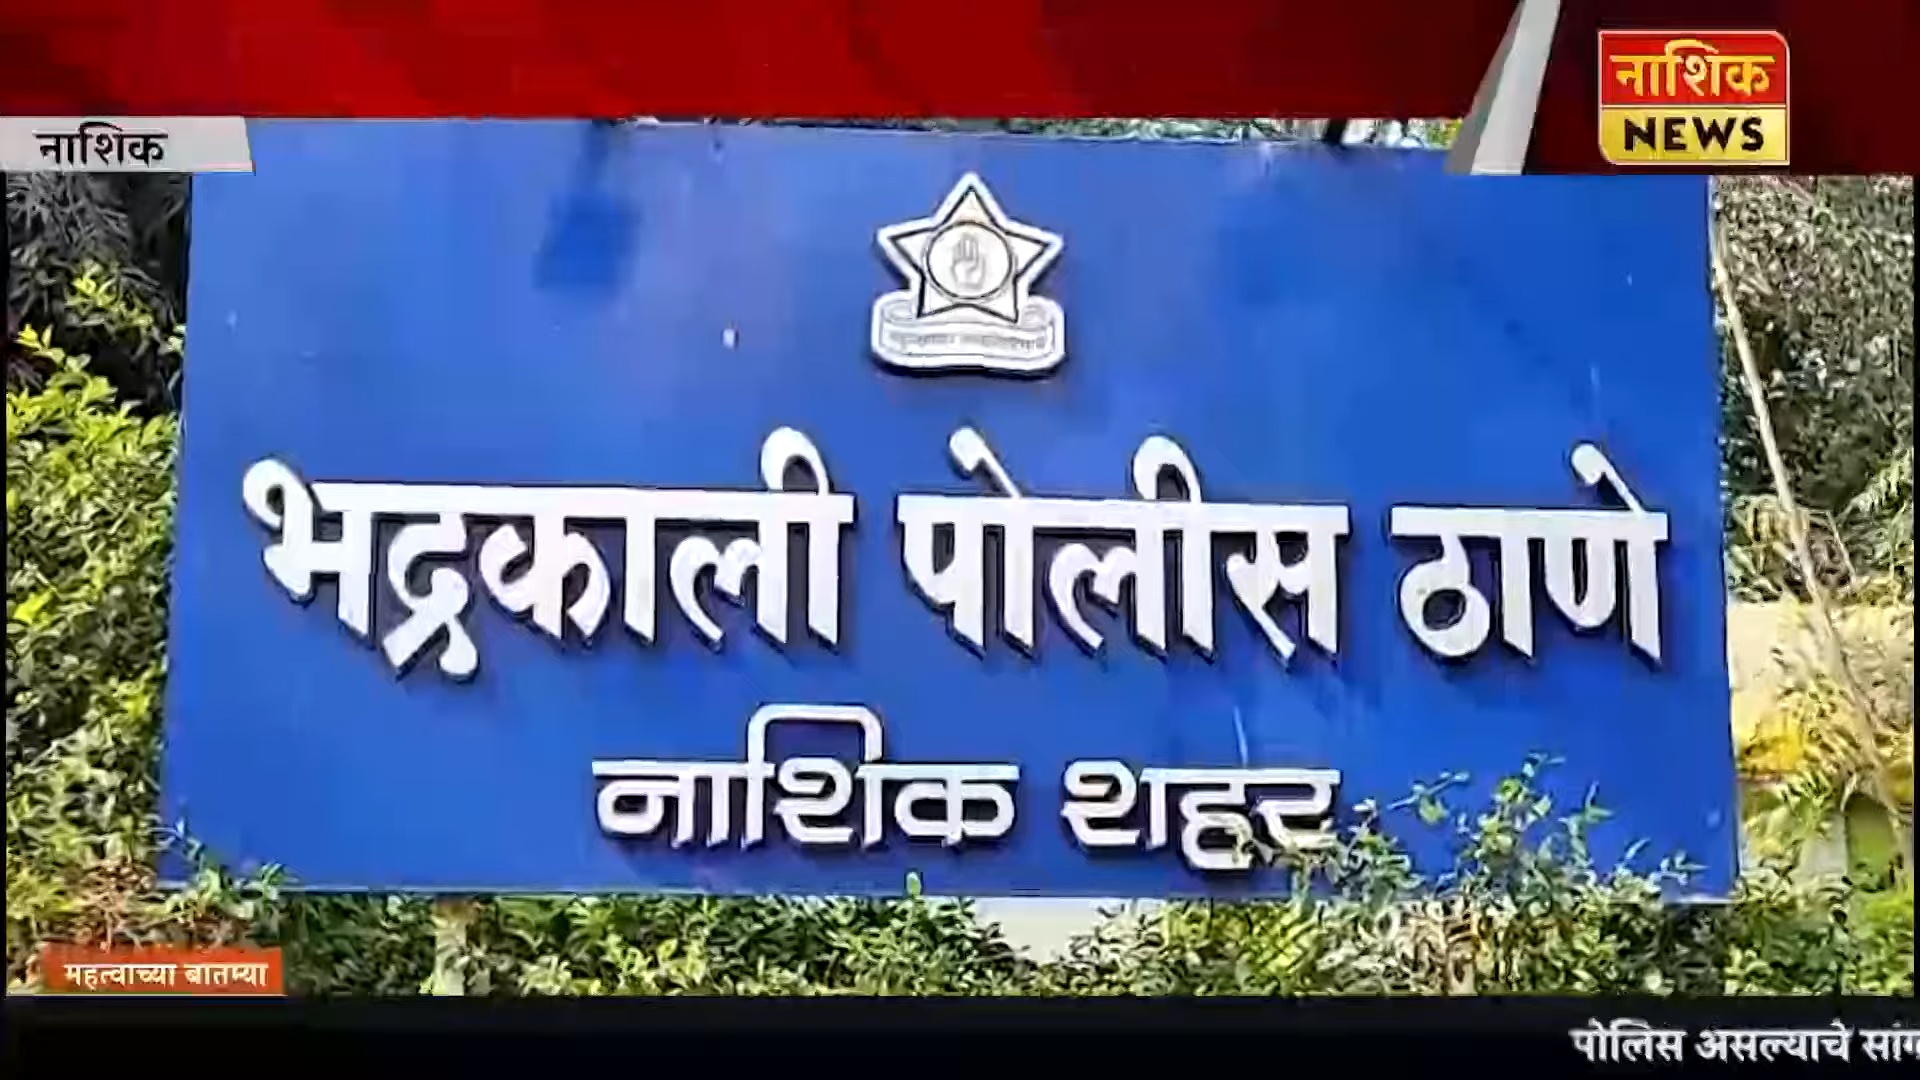 नाशिक
NEWS
नाशिक
भद्रकाली पोलीस ठाणे
नाशिक शहर
महत्वाच्या बातम्या
पोलिस असल्याचे